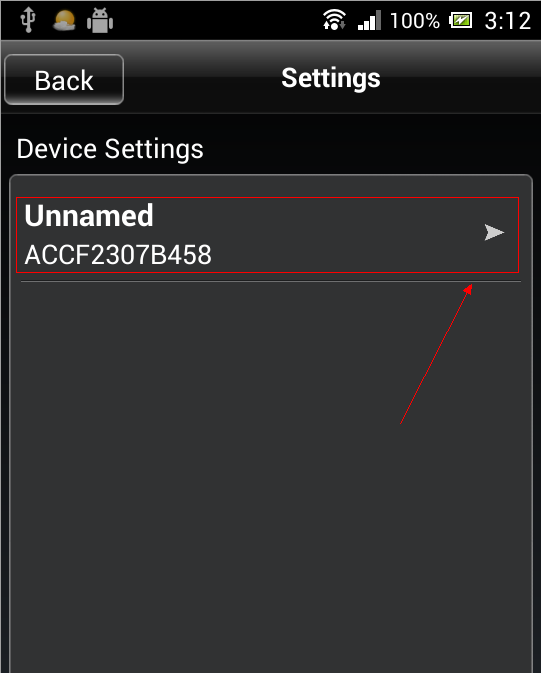 100% 3:12
Back Settings
Device Settings
Unnamed
ACCF2307B458